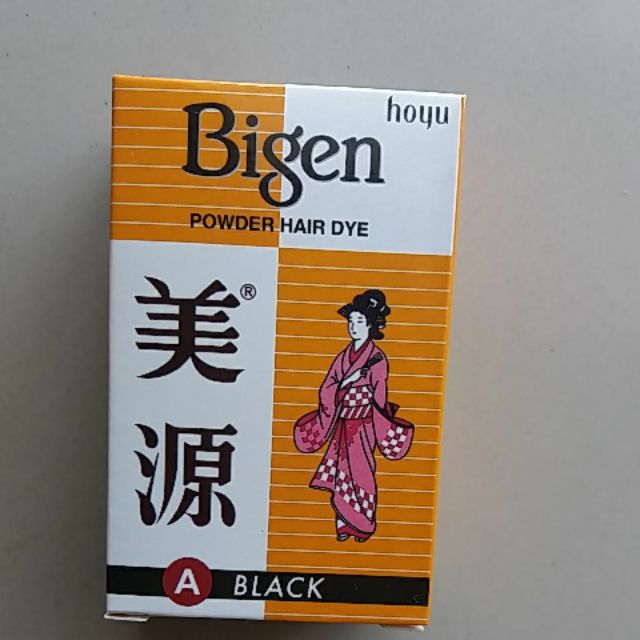 hoyu
Bigen
POWDER HAIR DYE
美®
源
A BLACK